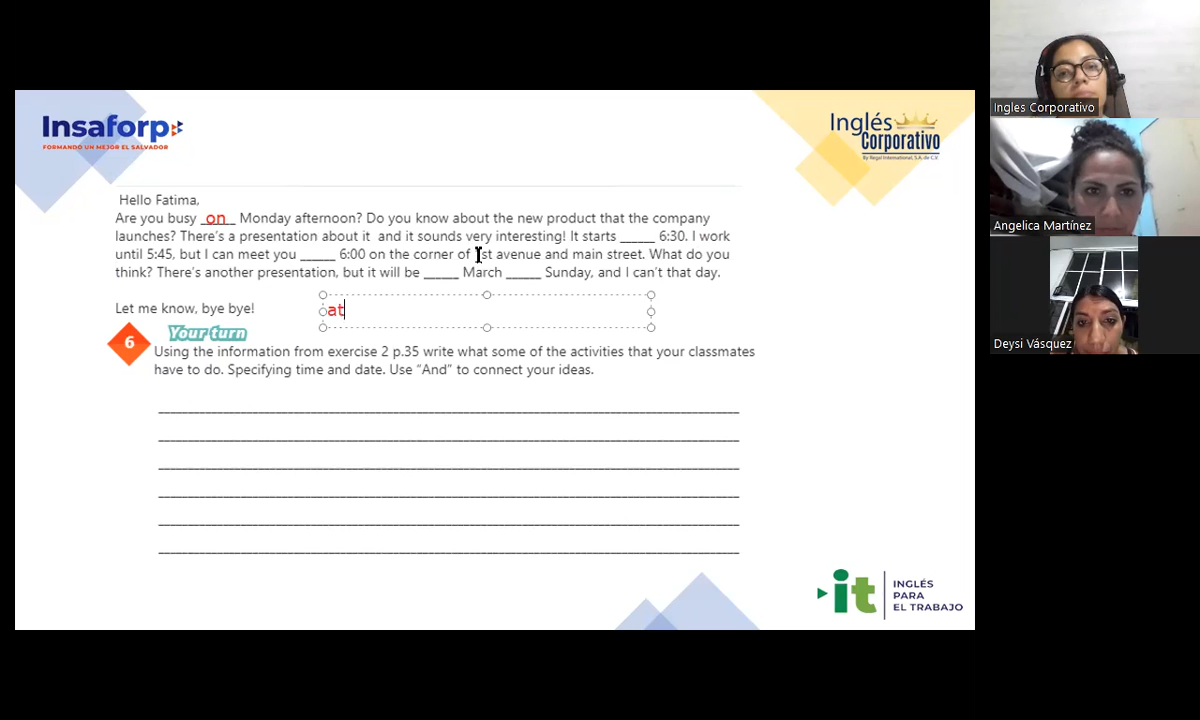 Insaforp
FORMANDO UN MEJOR EL SALVADOR
Inglés
Corporativo
By Regal International, S.A. de C.V.
Hello Fatima,
Are you busy __on__ Monday afternoon? Do you know about the new product that the company
launches? There's a presentation about it and it sounds very interesting! It starts ______ 6:30. I work
until 5:45, but I can meet you ______ 6:00 on the corner of 1st avenue and main street. What do you
think? There's another presentation, but it will be ______ March ______ Sunday, and I can't that day.
Let me know, bye bye!
at
6
Your turn
Using the information from exercise 2 p.35 write what some of the activities that your classmates
have to do. Specifying time and date. Use “And” to connect your ideas.
it
INGLÉS
PARA
EL TRABAJO
Ingles Corporativo
Angelica Martínez
Deysi Vásquez